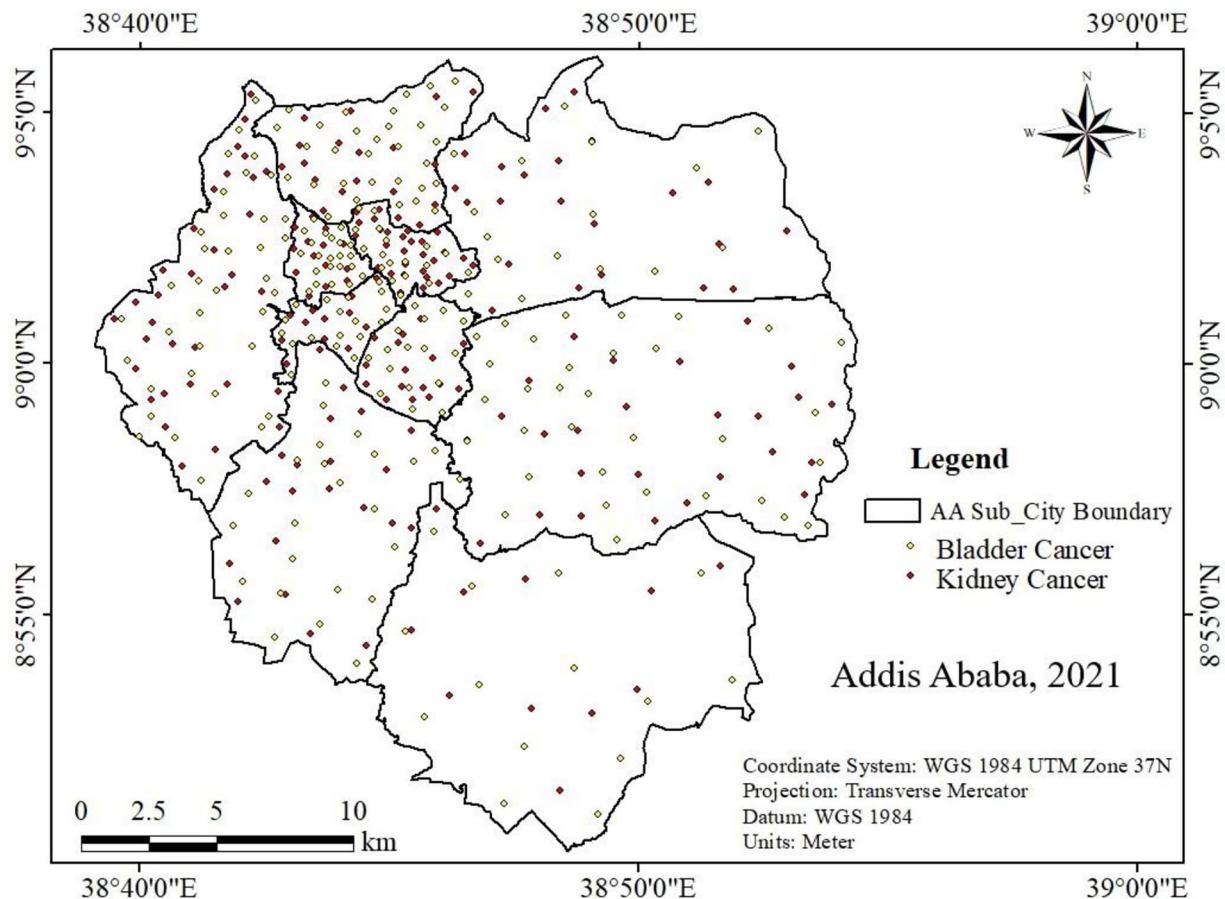 38°40'0"E 38°50'0"E 39°0'0"E
9°5'0"N
9°0'0"N
8°55'0"N
N
W E
S
9°5'0"N
9°0'0"N
8°55'0"N
Legend
AA Sub_City Boundary
Bladder Cancer
Kidney Cancer
Addis Ababa, 2021
Coordinate System: WGS 1984 UTM Zone 37N
Projection: Transverse Mercator
Datum: WGS 1984
Units: Meter
0 2.5 5 10
km
38°40'0"E 38°50'0"E 39°0'0"E